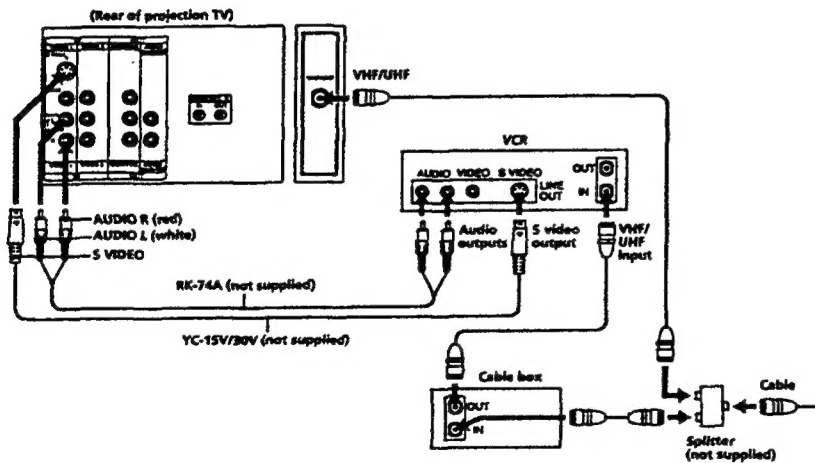 (Rear of projection TV)
VHF/UHF
VCR
AUDIO VIDEO S VIDEO
OUT
LINE
OUT
IN
AUDIO R (red)
AUDIO L (white)
S VIDEO
Audio
outputs
S video
output
VHF/
UHF
input
RK-74A (not supplied)
YC-15V/30V (not supplied)
Cable box
OUT
IN
Cable
Splitter
(not supplied)